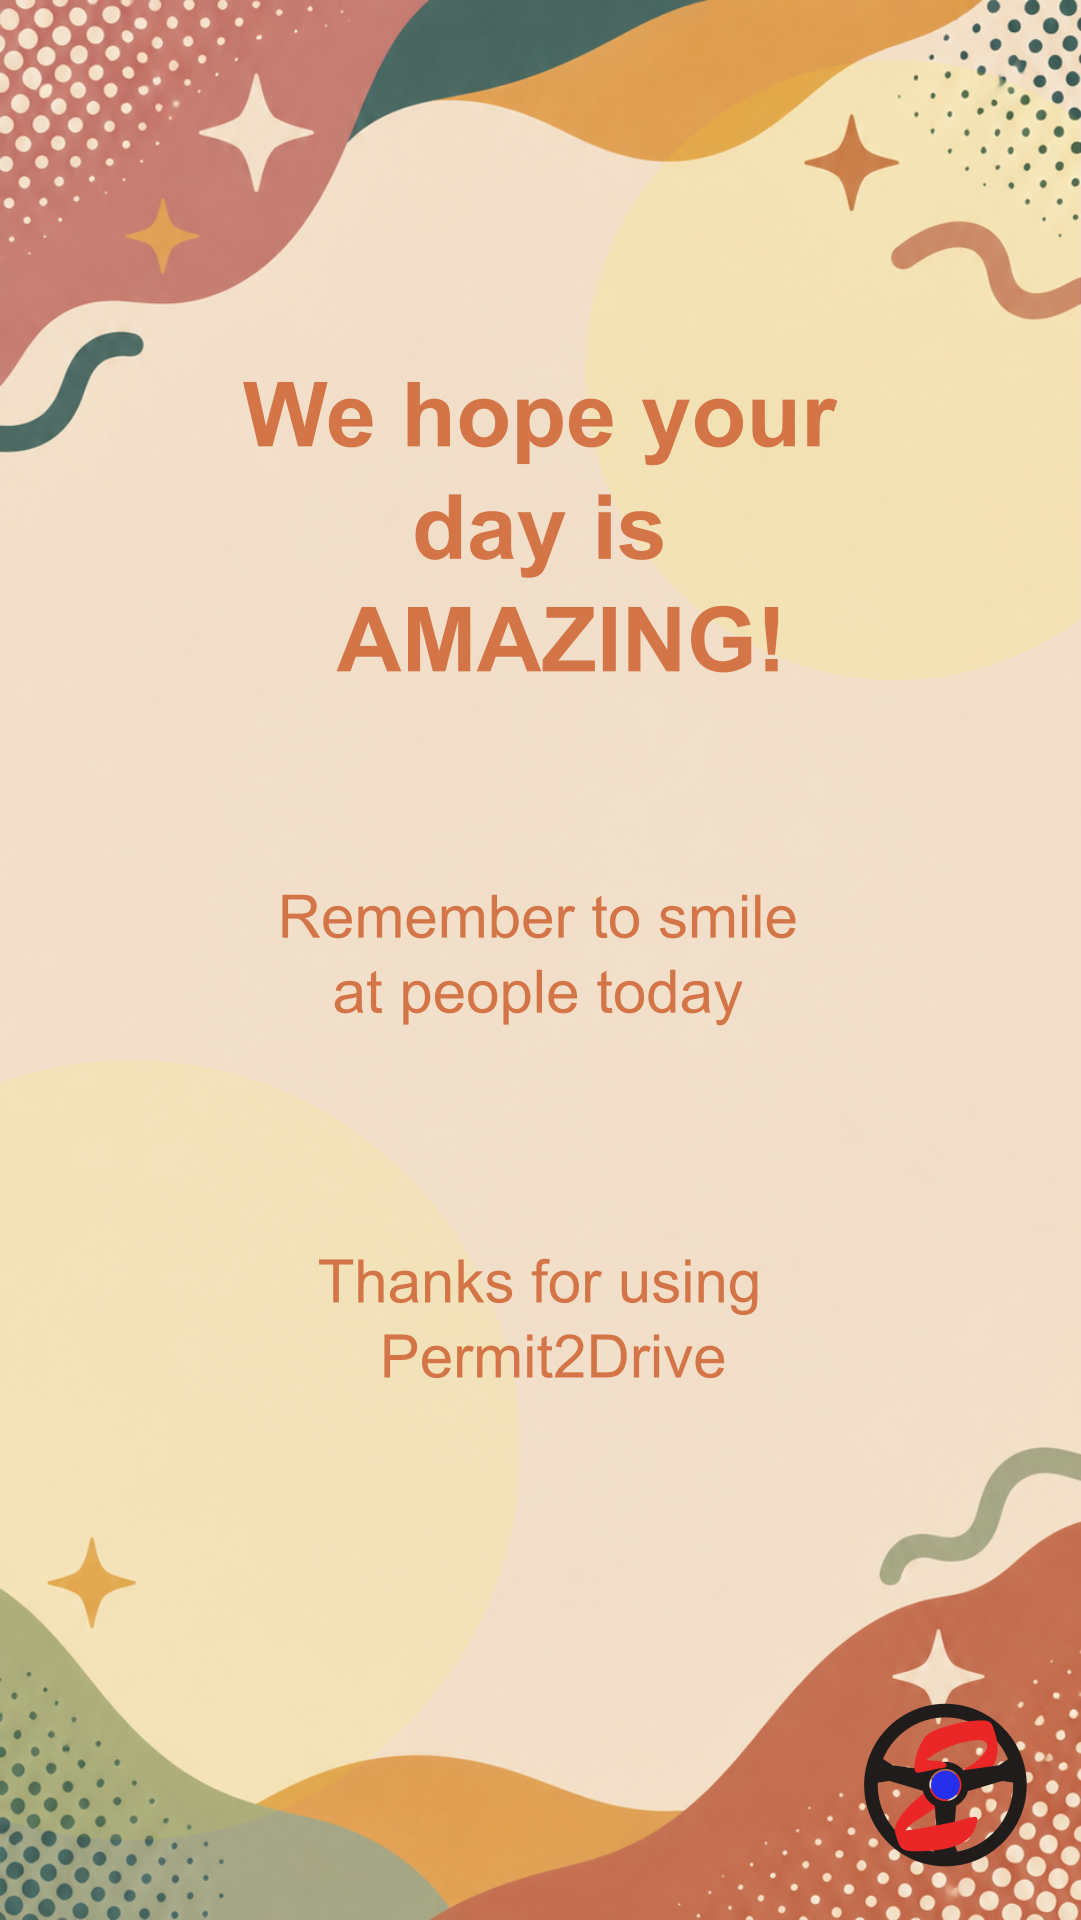 We hope your
day is
AMAZING!
Remember to smile
at people today
Thanks for using
Permit2Drive